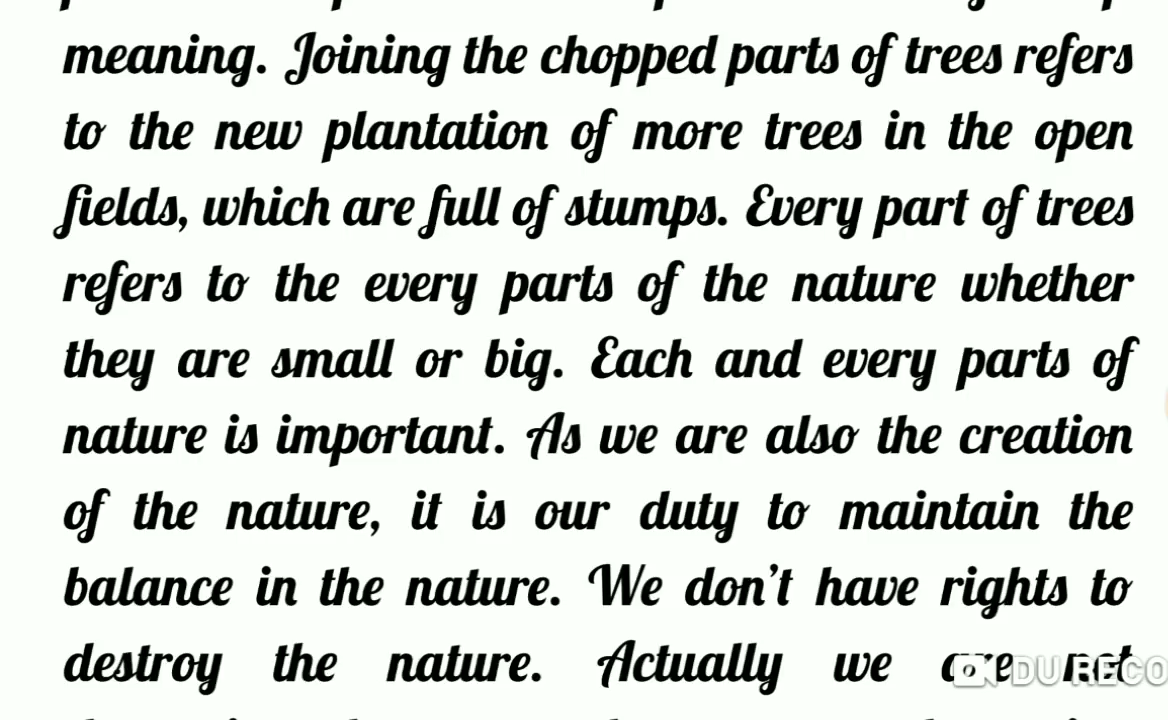 meaning. Joining the chopped parts of trees refers
to the new plantation of more trees in the open
fields, which are full of stumps. Every part of trees
refers to the every parts of the nature whether
they are small or big. Each and every parts of
nature is important. As we are also the creation
of the nature, it is our duty to maintain the
balance in the nature. We don't have rights to
destroy the nature. Actually we are not
DU RECO